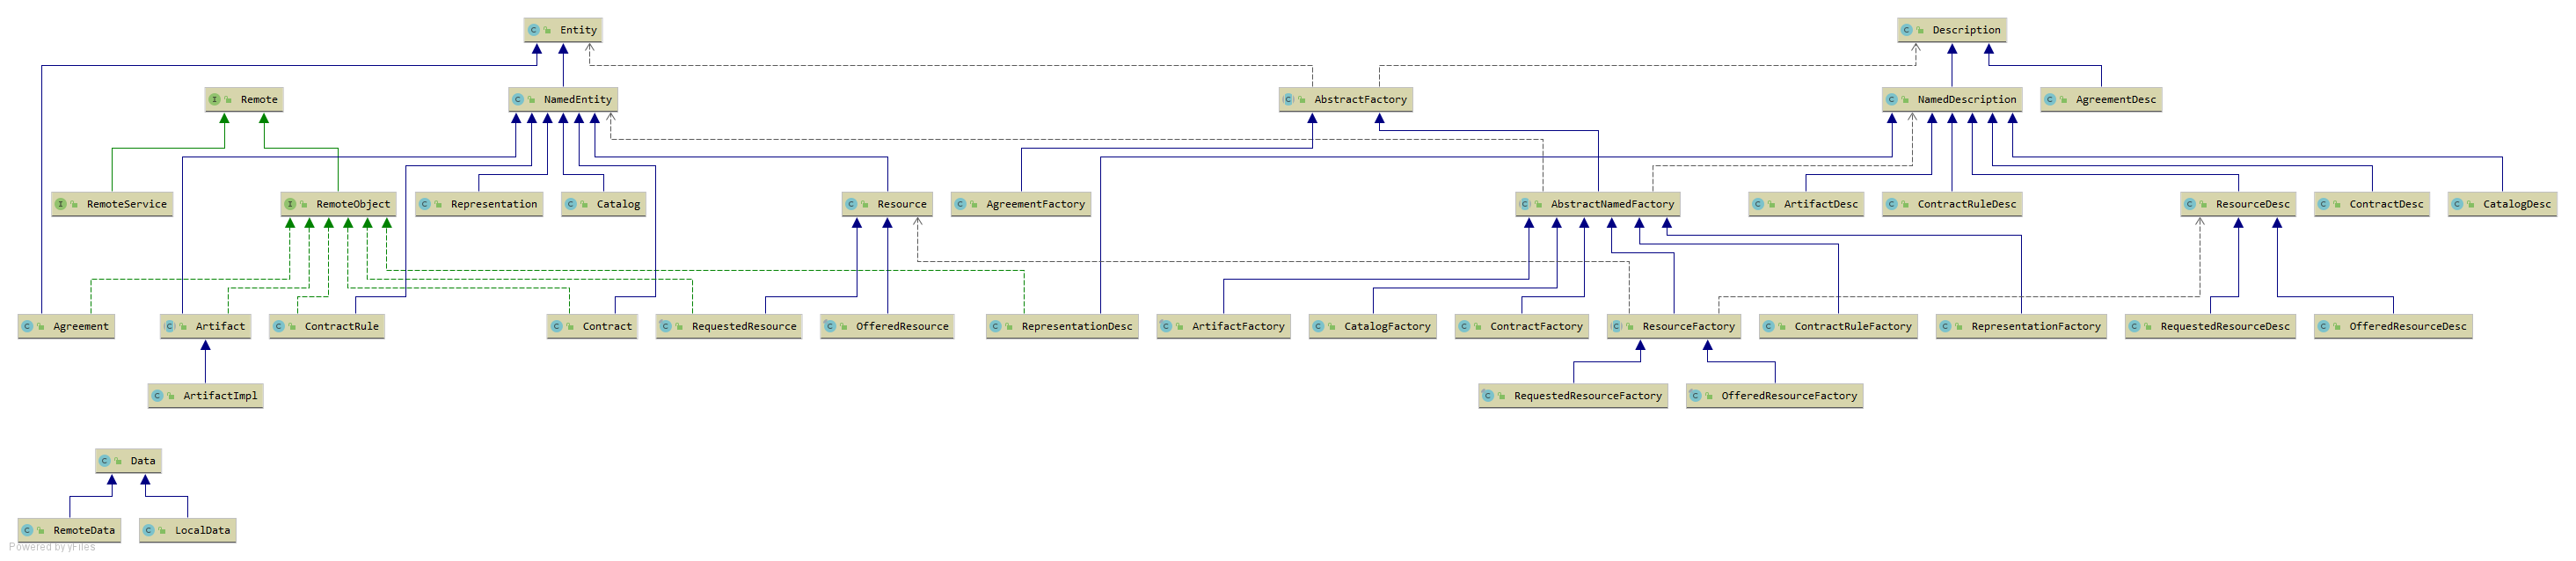 Entity
Description
Remote
NamedEntity
AbstractFactory
NamedDescription
AgreementDesc
RemoteService
RemoteObject
Representation
Catalog
Resource
AgreementFactory
AbstractNamedFactory
ArtifactDesc
ContractRuleDesc
ResourceDesc
ContractDesc
CatalogDesc
Agreement
Artifact
ContractRule
Contract
RequestedResource
OfferedResource
RepresentationDesc
ArtifactFactory
CatalogFactory
ContractFactory
ResourceFactory
ContractRuleFactory
RepresentationFactory
RequestedResourceDesc
OfferedResourceDesc
ArtifactImpl
RequestedResourceFactory
OfferedResourceFactory
Data
RemoteData
LocalData
Powered by yFiles